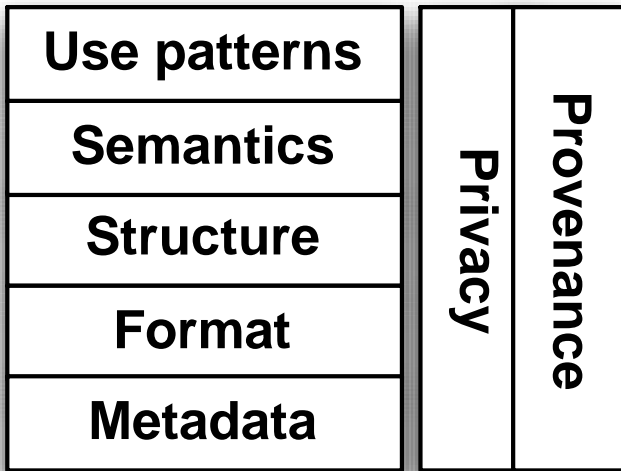 Use patterns
Semantics
Structure
Format
Metadata
Privacy
Provenance